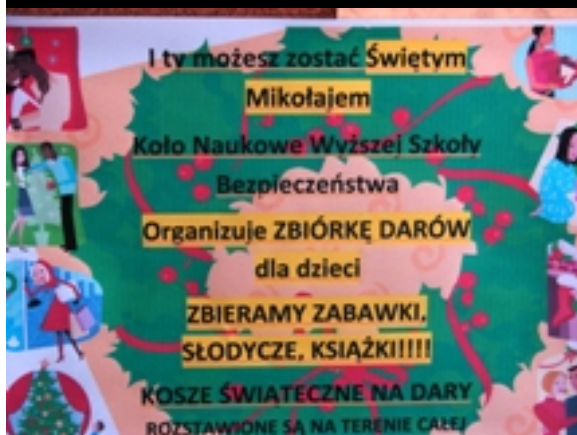 I ty możesz zostać Świętym
Mikołajem
Koło Naukowe Wyższej Szkoły
Bezpieczeństwa
Organizuje ZBIÓRKĘ DARÓW
dla dzieci
ZBIERAMY ZABAWKI,
SŁODYCZE, KSIĄŻKI!!!!
KOSZE ŚWIĄTECZNE NA DARY
ROZSTAWIONE SĄ NA TERENIE CAŁEJ